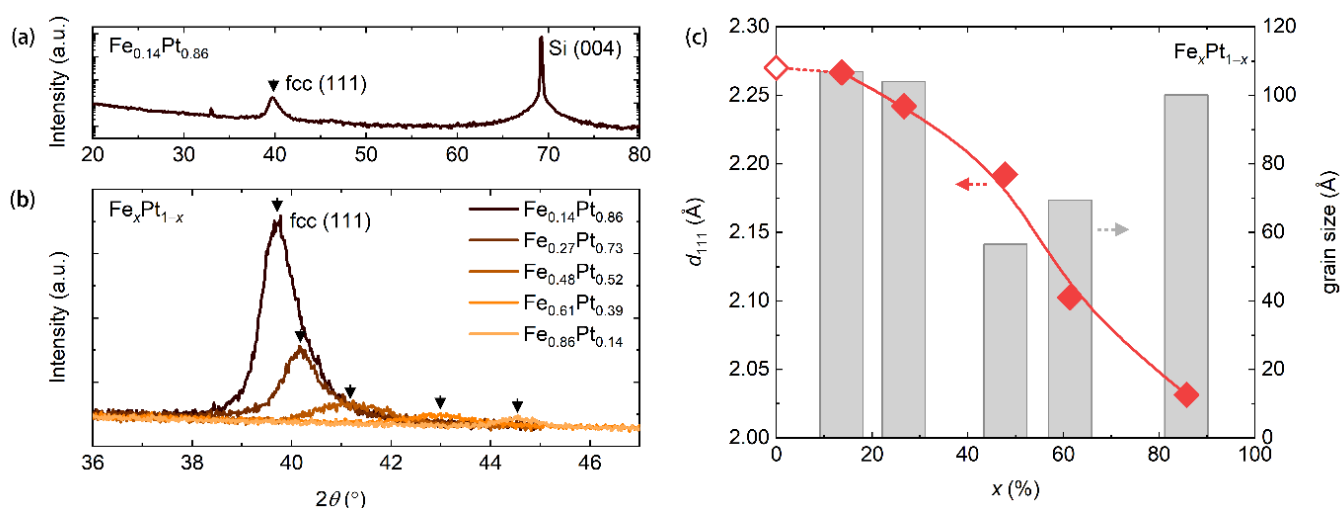 (a)
Fe0.14Pt0.86
fcc (111)
Si (004)
Intensity (a.u.)
20 30 40 50 60 70 80
(b)
FexPt1−x
fcc (111)
Fe0.14Pt0.86
Fe0.27Pt0.73
Fe0.48Pt0.52
Fe0.61Pt0.39
Fe0.86Pt0.14
Intensity (a.u.)
36 38 40 42 44 46
2θ (°)
(c)
FexPt1−x
2.30
2.25
2.20
2.15
2.10
2.05
2.00
d111 (Å)
120
100
80
60
40
20
0
grain size (Å)
0 20 40 60 80 100
x (%)